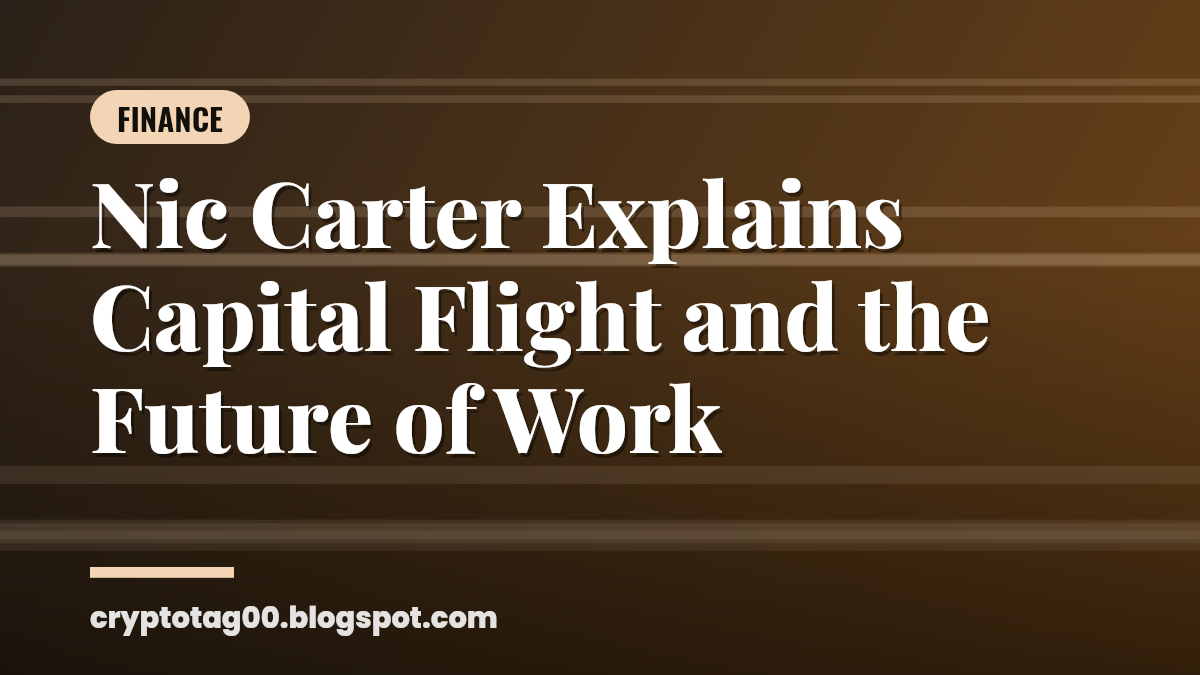 FINANCE
Nic Carter Explains
Capital Flight and the
Future of Work
cryptotag00.blogspot.com